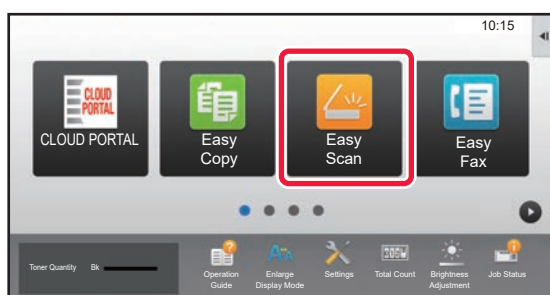 10:15
CLOUD
PORTAL
CLOUD PORTAL
Easy
Copy
Easy
Scan
Easy
Fax
Toner Quantity Bk
Operation
Guide
Enlarge
Display Mode
Settings
Total Count
Brightness
Adjustment
Job Status